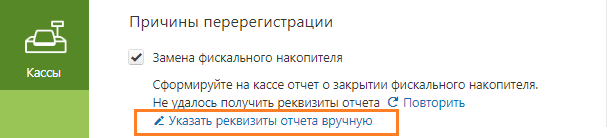 Причины перерегистрации
Замена фискального накопителя
Кассы
Сформируйте на кассе отчет о закрытии фискального накопителя.
Не удалось получить реквизиты отчета Повторить
Указать реквизиты отчета вручную